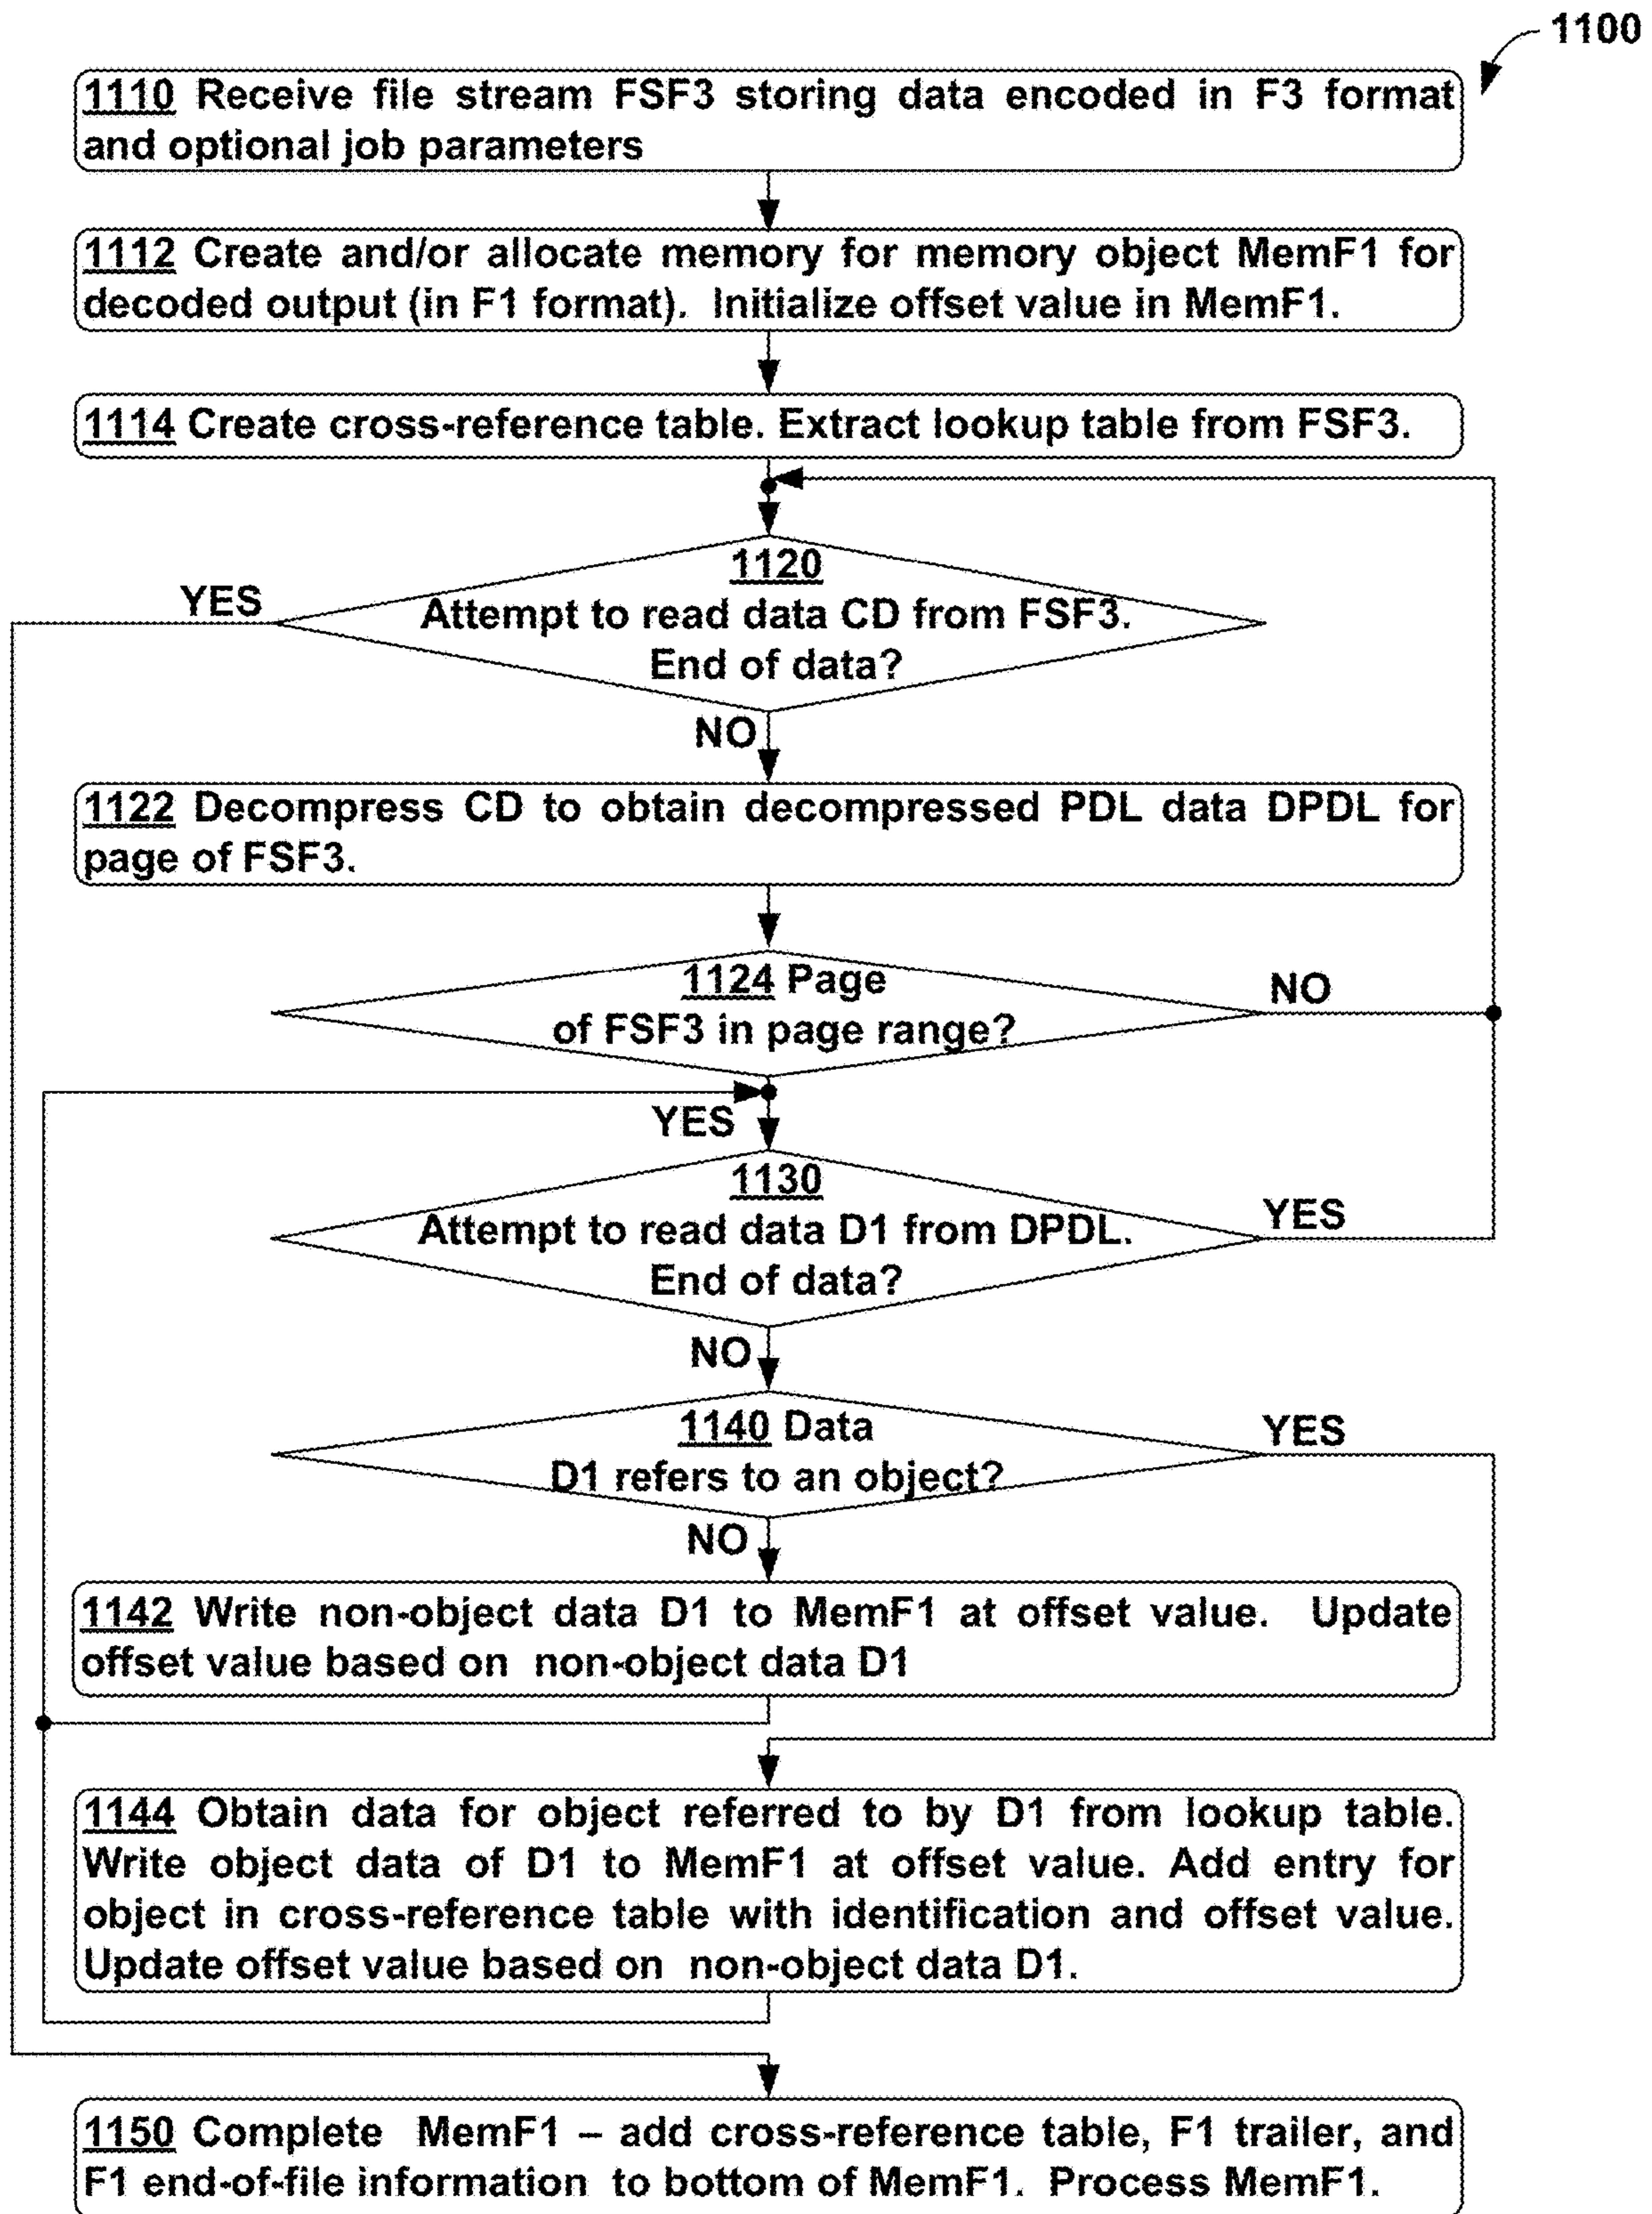 1100
1110 Receive file stream FSF3 storing data encoded in F3 format
and optional job parameters
1112 Create and/or allocate memory for memory object MemF1 for
decoded output (in F1 format). Initialize offset value in MemF1.
1114 Create cross-reference table. Extract lookup table from FSF3.
1120
YES
Attempt to read data CD from FSF3.
End of data?
NO
1122 Decompress CD to obtain decompressed PDL data DPDL for
page of FSF3.
1124 Page
NO
of FSF3 in page range?
YES
1130
YES
Attempt to read data D1 from DPDL.
End of data?
NO
1140 Data
YES
D1 refers to an object?
NO
1142 Write non-object data D1 to MemF1 at offset value. Update
offset value based on non-object data D1
1144 Obtain data for object referred to by D1 from lookup table.
Write object data of D1 to MemF1 at offset value. Add entry for
object in cross-reference table with identification and offset value.
Update offset value based on non-object data D1.
1150 Complete MemF1 – add cross-reference table, F1 trailer, and
F1 end-of-file information to bottom of MemF1. Process MemF1.